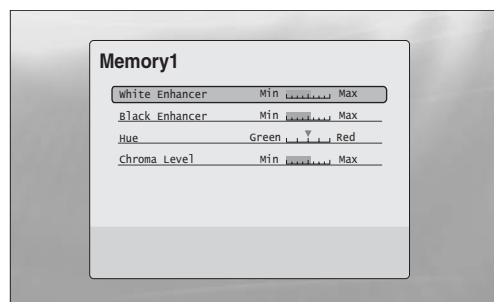 Memory1
White Enhancer Min Max
Black Enhancer Min Max
Hue Green Red
Chroma Level Min Max